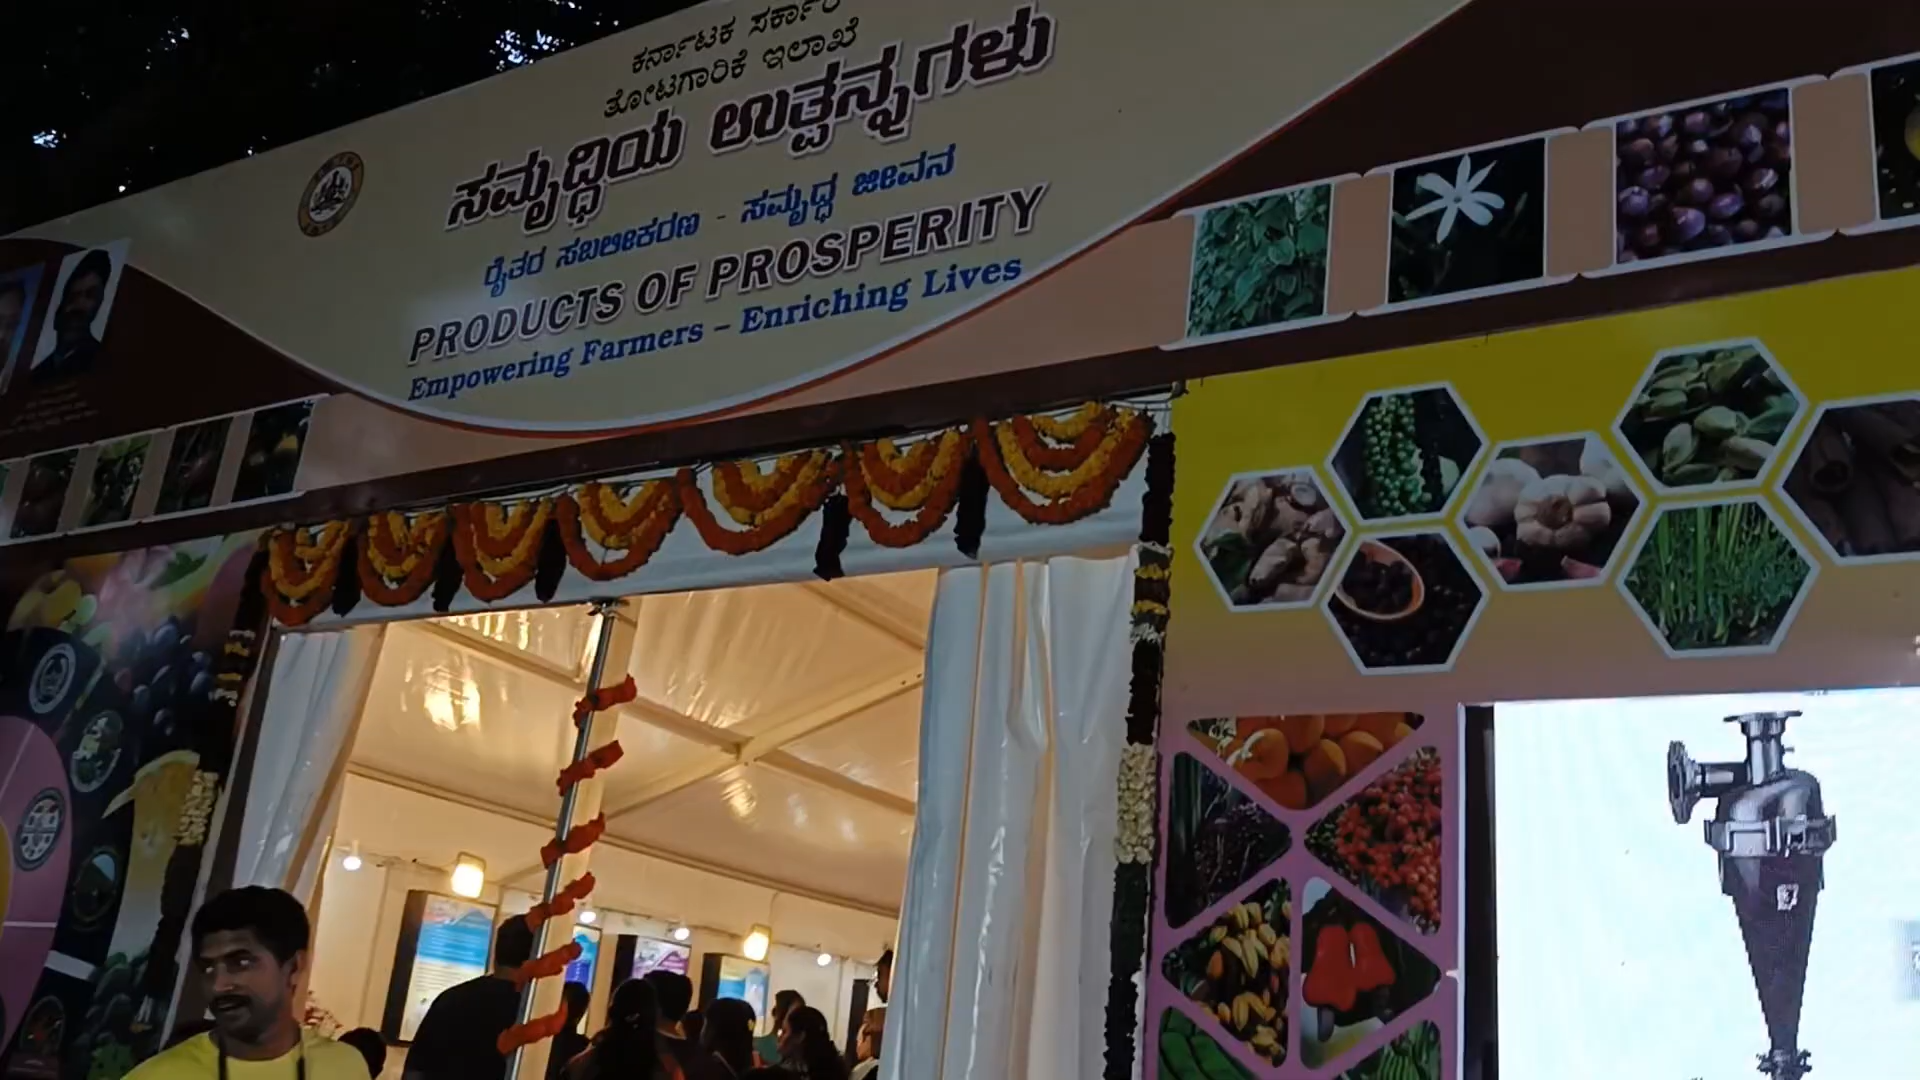 ಕರ್ನಾಟಕ ಸರ್ಕಾರ
ತೋಟಗಾರಿಕೆ ಇಲಾಖೆ
ಸಮೃದ್ಧಿಯ ಉತ್ಪನ್ನಗಳು
ರೈತರ ಸಬಲೀಕರಣ - ಸಮೃದ್ಧ ಜೀವನ
PRODUCTS OF PROSPERITY
Empowering Farmers – Enriching Lives